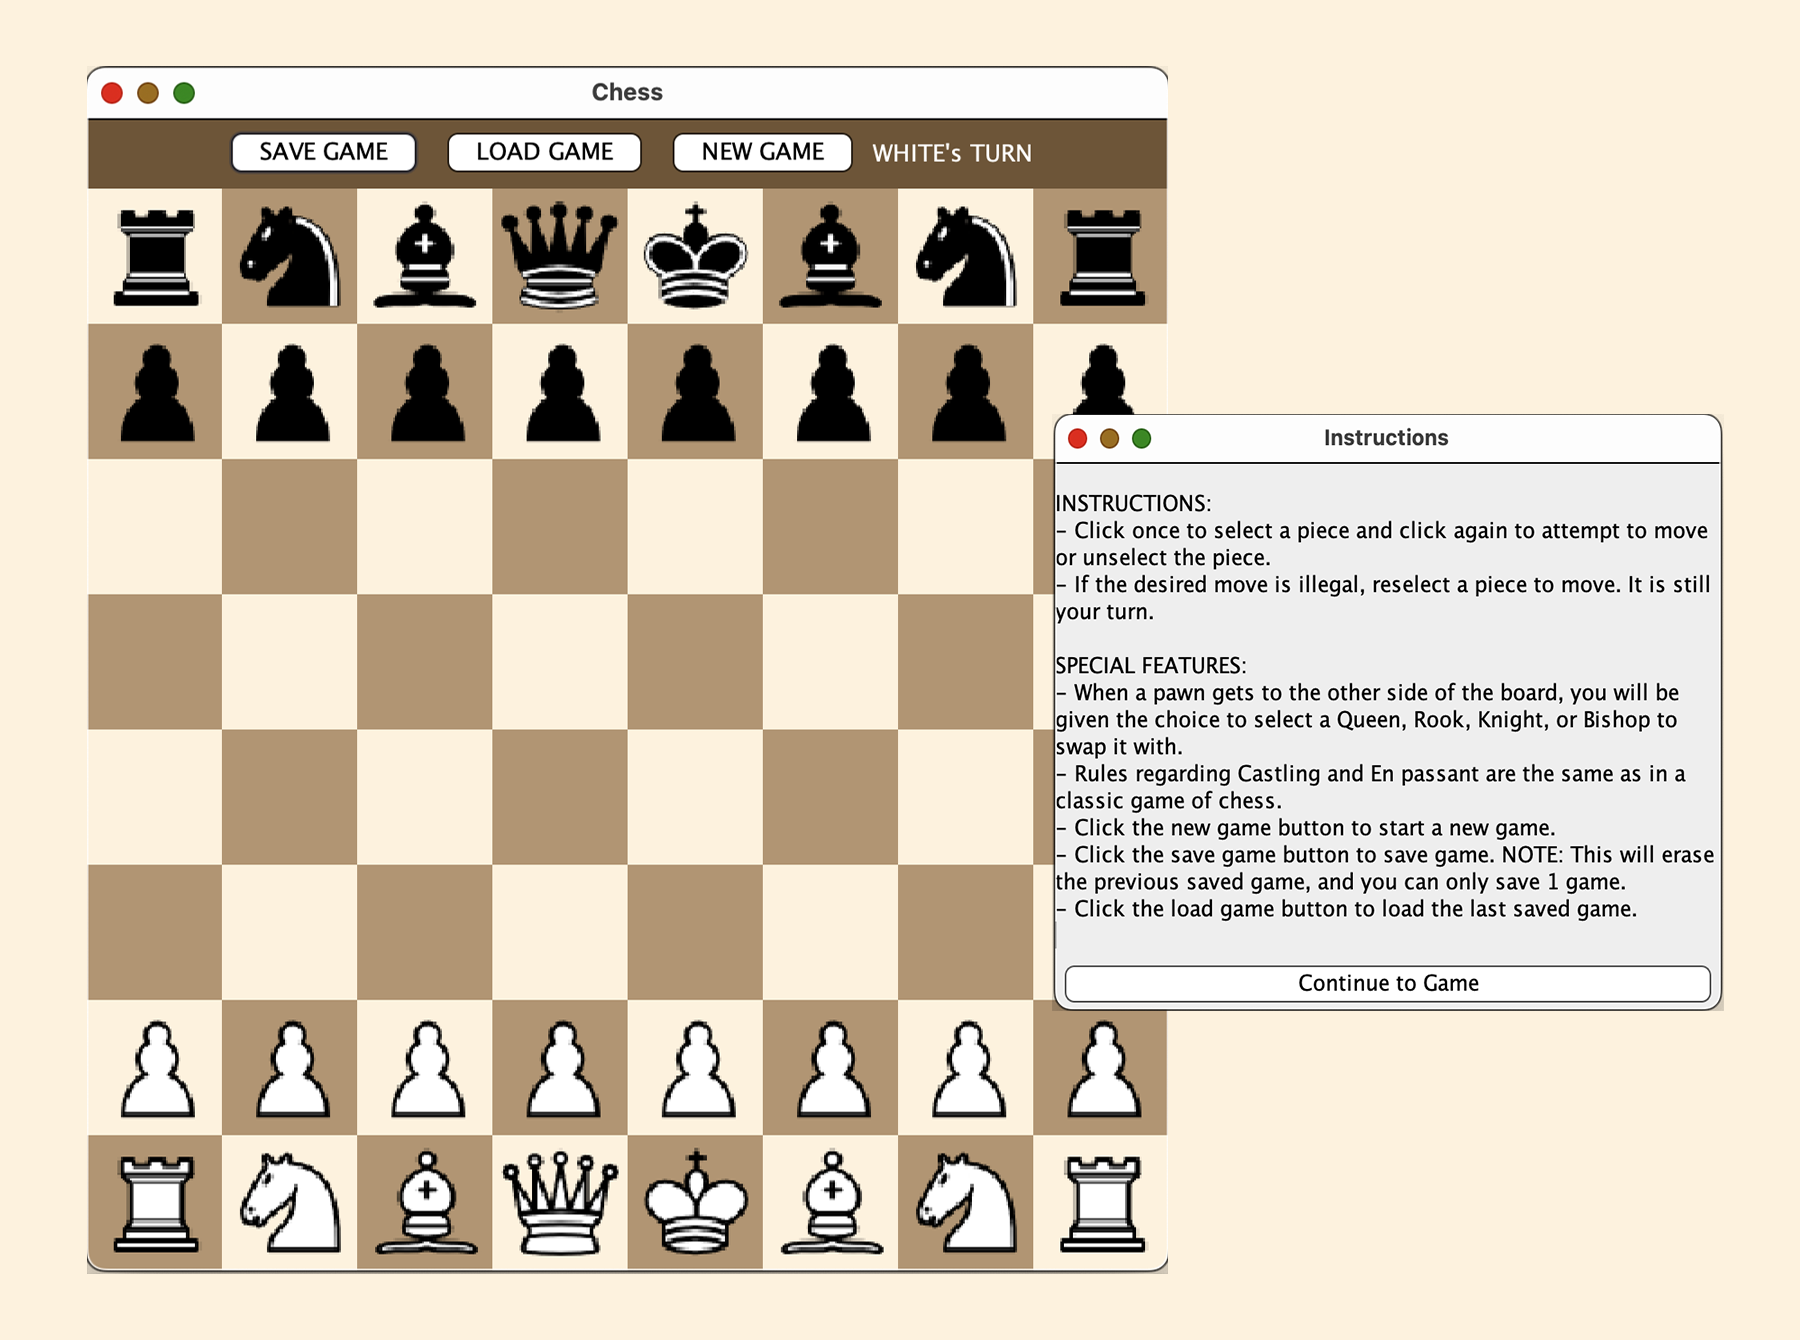 Chess
SAVE GAME
LOAD GAME
NEW GAME
WHITE's TURN
Instructions
INSTRUCTIONS:
- Click once to select a piece and click again to attempt to move
or unselect the piece.
- If the desired move is illegal, reselect a piece to move. It is still
your turn.
SPECIAL FEATURES:
- When a pawn gets to the other side of the board, you will be
given the choice to select a Queen, Rook, Knight, or Bishop to
swap it with.
- Rules regarding Castling and En passant are the same as in a
classic game of chess.
- Click the new game button to start a new game.
- Click the save game button to save game. NOTE: This will erase
the previous saved game, and you can only save 1 game.
- Click the load game button to load the last saved game.
Continue to Game